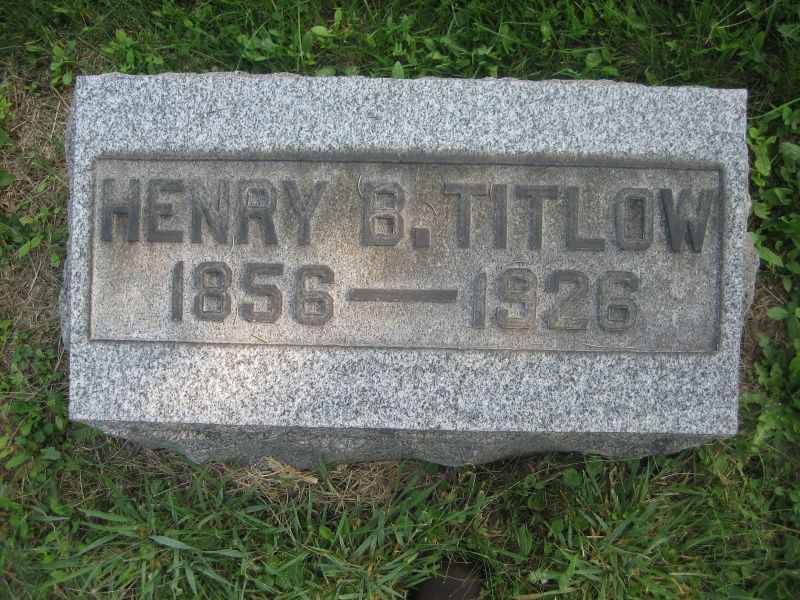 HENRY B. TITLOW
1856 — 1926